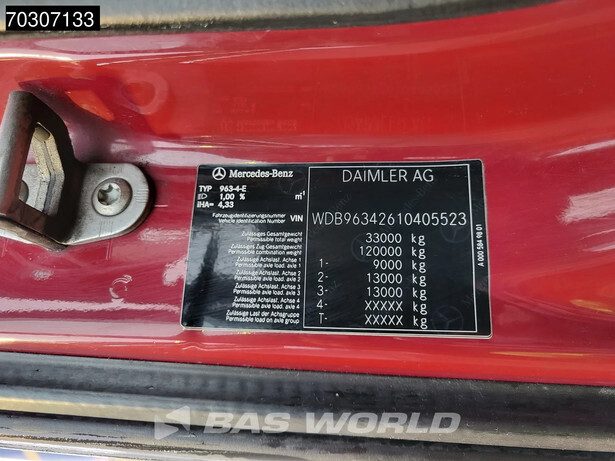 70307133
Mercedes-Benz
DAIMLER AG
TYP 963-4-E
1,00 % m⁻¹
IHA= 4,33
Fahrzeugidentifizierungsnummer
Vehicle Identification Number VIN WDB96342610405523
Zulässiges Gesamtgewicht
Permissible total weight 33000 kg
Zulässiges Zug-Gesamtgewicht
Permissible comb. weight 120000 kg
Zulässige Achslast. Achse 1
Permissible axle load. axle 1 1- 9000 kg
Zulässige Achslast. Achse 2
Permissible axle load. axle 2 2- 13000 kg
Zulässige Achslast. Achse 3
Permissible axle load. axle 3 3- 13000 kg
Zulässige Achslast. Achse 4
Permissible axle load. axle 4 4- XXXXX kg
Zulässige Last der Achsgruppe
Permissible load on axle group T- XXXXX kg
A 000 584 98 01
BAS WORLD